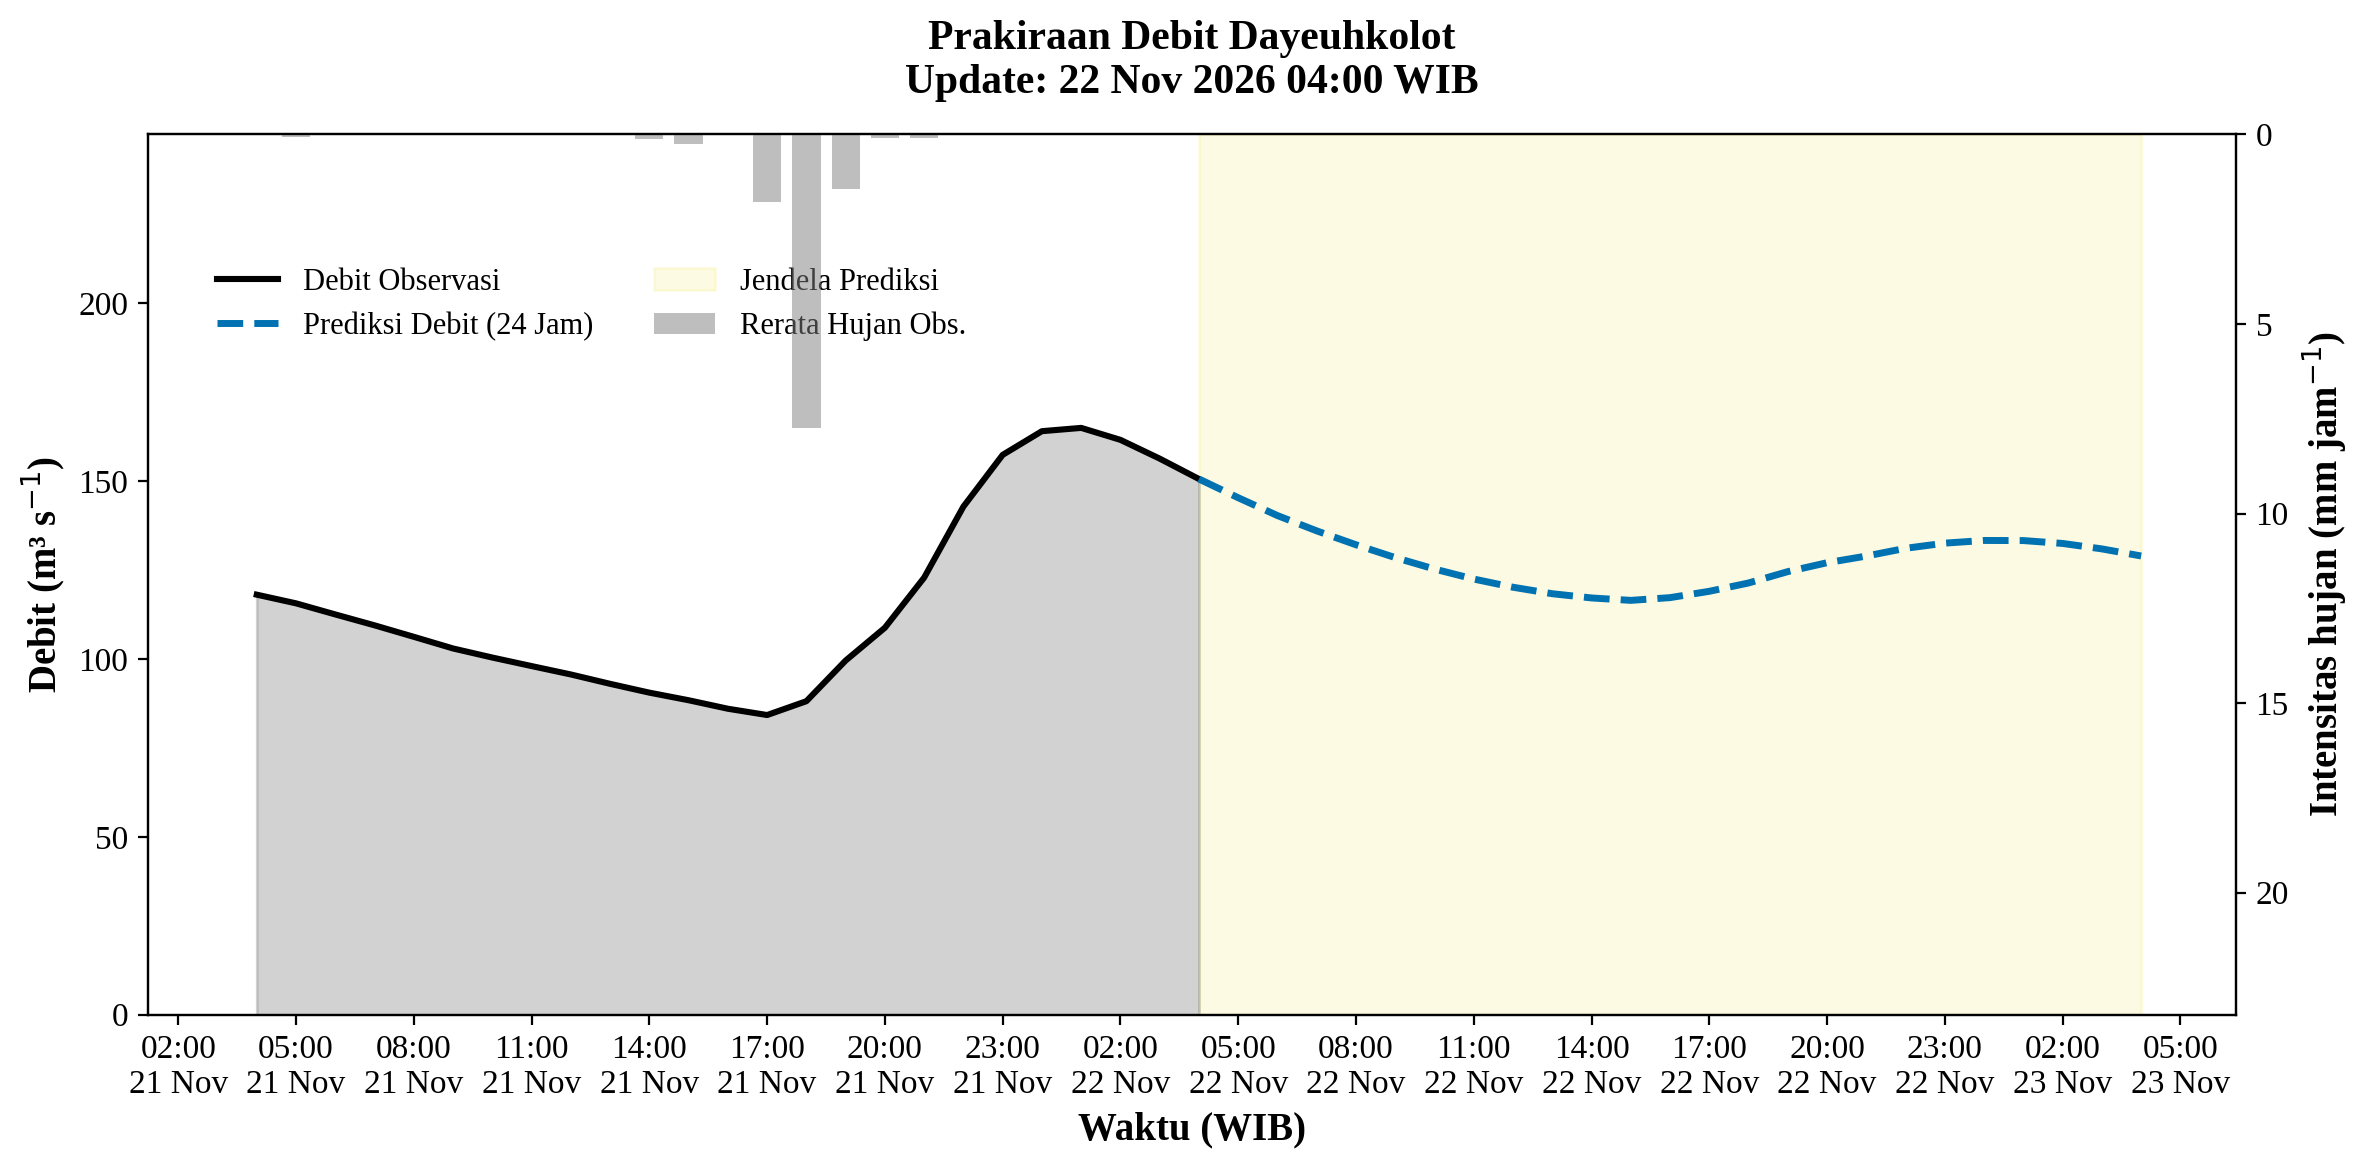 Prakiraan Debit Dayeuhkolot
Update: 22 Nov 2026 04:00 WIB
Debit Observasi
Prediksi Debit (24 Jam)
Jendela Prediksi
Rerata Hujan Obs.
Debit (m³ s⁻¹)
200
150
100
50
0
Intensitas hujan (mm jam⁻¹)
0
5
10
15
20
02:00 05:00 08:00 11:00 14:00 17:00 20:00 23:00 02:00 05:00 08:00 11:00 14:00 17:00 20:00 23:00 02:00 05:00
21 Nov 21 Nov 21 Nov 21 Nov 21 Nov 21 Nov 21 Nov 21 Nov 22 Nov 22 Nov 22 Nov 22 Nov 22 Nov 22 Nov 22 Nov 22 Nov 23 Nov 23 Nov
Waktu (WIB)